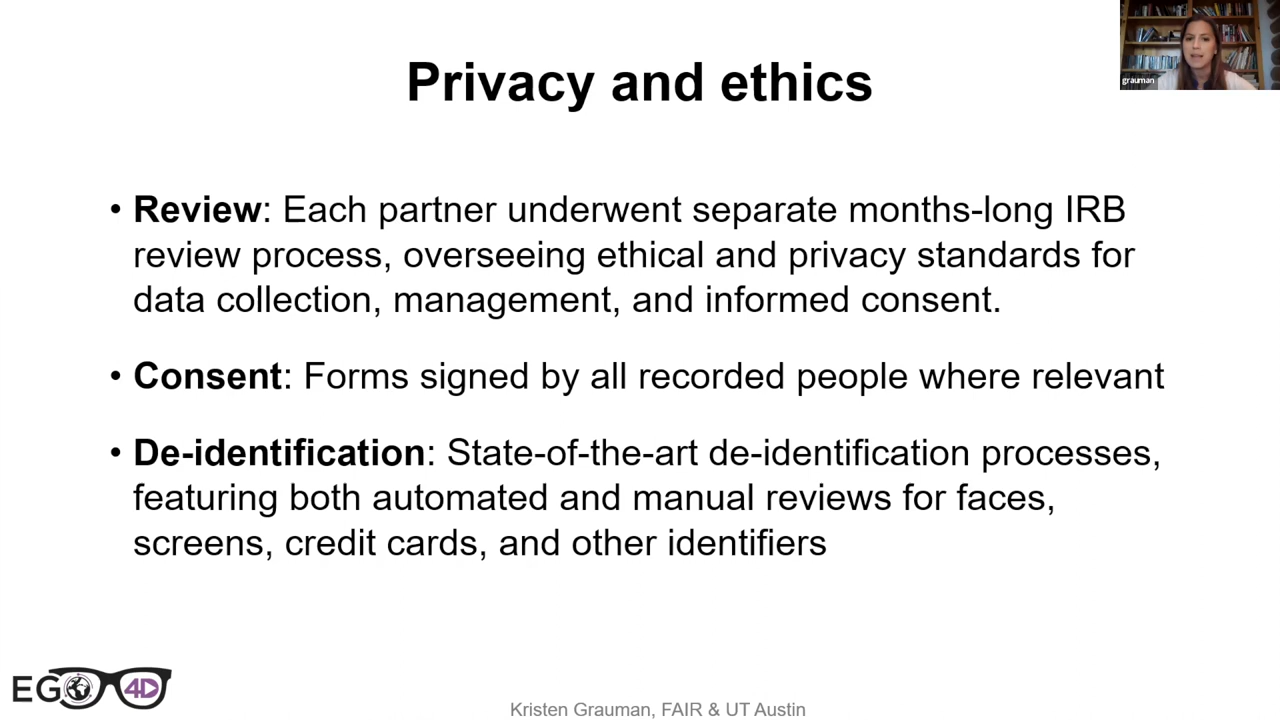 Privacy and ethics
grauman
• Review: Each partner underwent separate months-long IRB
review process, overseeing ethical and privacy standards for
data collection, management, and informed consent.
• Consent: Forms signed by all recorded people where relevant
• De-identification: State-of-the-art de-identification processes,
featuring both automated and manual reviews for faces,
screens, credit cards, and other identifiers
EGO 4D
Kristen Grauman, FAIR & UT Austin